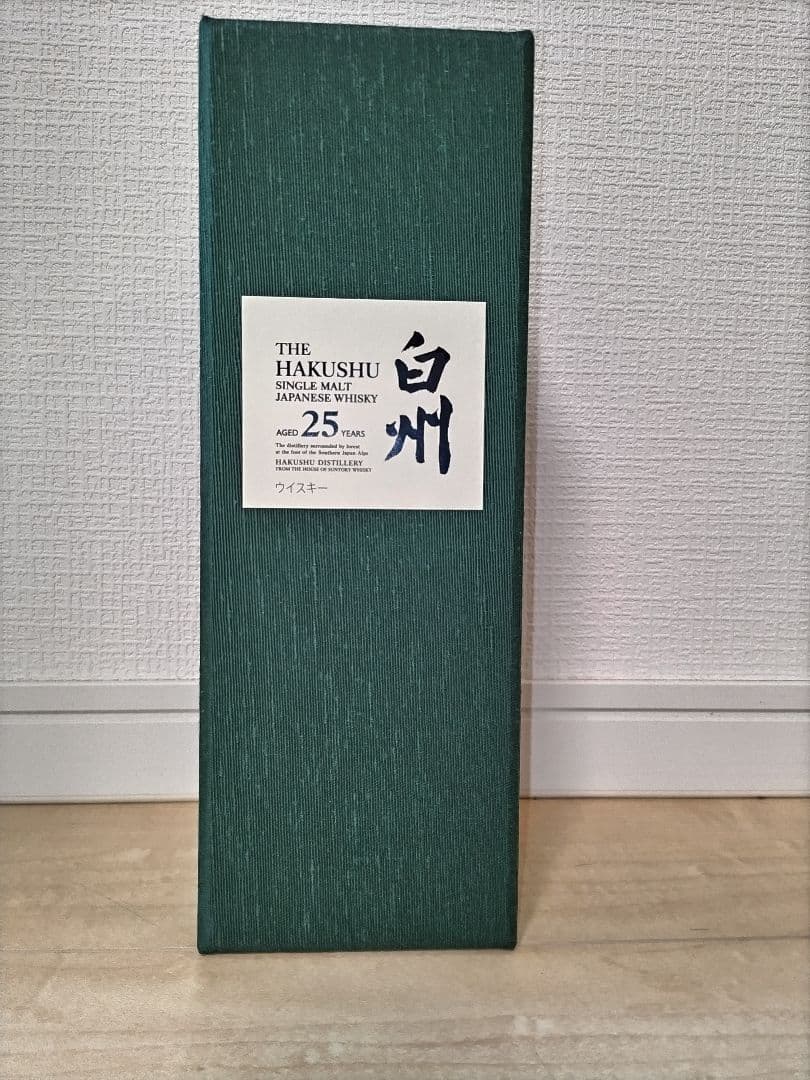 THE
HAKUSHU
SINGLE MALT
JAPANESE WHISKY
AGED 25 YEARS
The distillery surrounded by forest
at the foot of the Southern Japan Alps
HAKUSHU DISTILLERY
FROM THE HOUSE OF SUNTORY WHISKY
ウイスキー
白州